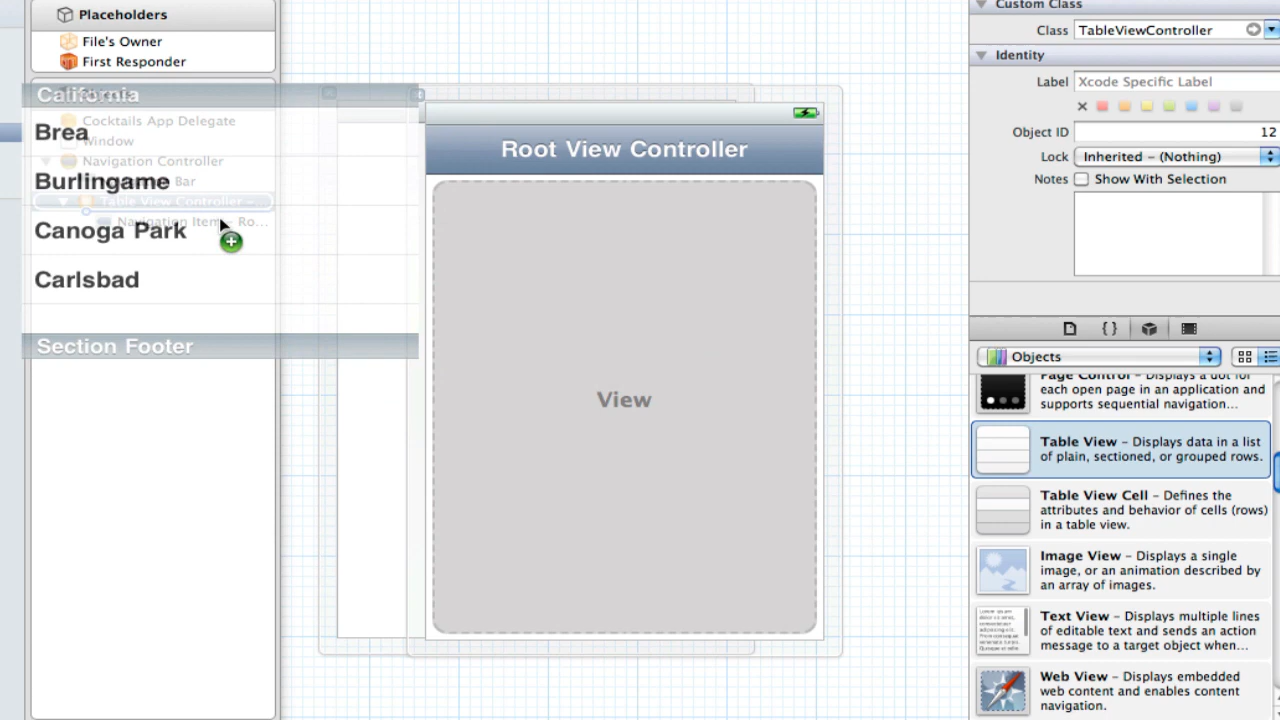 Placeholders
File's Owner
First Responder
California
Brea
Cocktails App Delegate
Window
Navigation Controller
Burlingame
Bar
Table View Controller –
Navigation Item – Ro...
Canoga Park
Carlsbad
Section Footer
Root View Controller
View
Custom Class
Class TableViewController
Identity
Label Xcode Specific Label
Object ID 12
Lock Inherited – (Nothing)
Notes Show With Selection
Objects
Page Control – Displays a dot for
each open page in an application and
supports sequential navigation...
Table View – Displays data in a list
of plain, sectioned, or grouped rows.
Table View Cell – Defines the
attributes and behavior of cells (rows)
in a table view.
Image View – Displays a single
image, or an animation described by
an array of images.
Text View – Displays multiple lines
of editable text and sends an action
message to a target object when...
Web View – Displays embedded
web content and enables content
navigation.